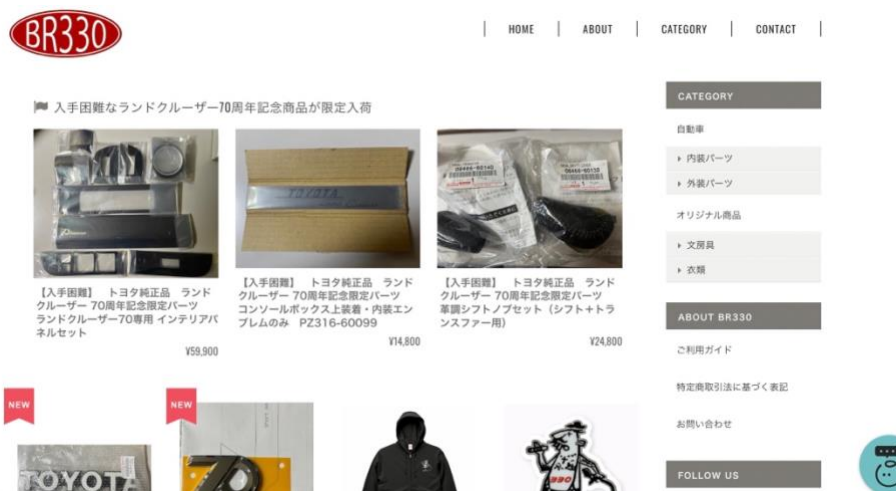 BR330
HOME
ABOUT
CATEGORY
CONTACT
入手困難なランドクルーザー70周年記念商品が限定入荷
【入手困難】 トヨタ純正品 ランド
クルーザー 70周年記念限定パーツ
ランドクルーザー70専用 インテリアパ
ネルセット
¥59,900
TOYOTA
【入手困難】 トヨタ純正品 ランド
クルーザー 70周年記念限定パーツ
コンソールボックス上装着・内装エン
ブレムのみ PZ316-60099
¥14,800
【入手困難】 トヨタ純正品 ランド
クルーザー 70周年記念限定パーツ
革調シフトノブセット（シフト＋トラ
ンスファー用）
¥24,800
NEW
TOYOTA
NEW
330
CATEGORY
自動車
内装パーツ
外装パーツ
オリジナル商品
文房具
衣類
ABOUT BR330
ご利用ガイド
特定商取引法に基づく表記
お問い合わせ
FOLLOW US